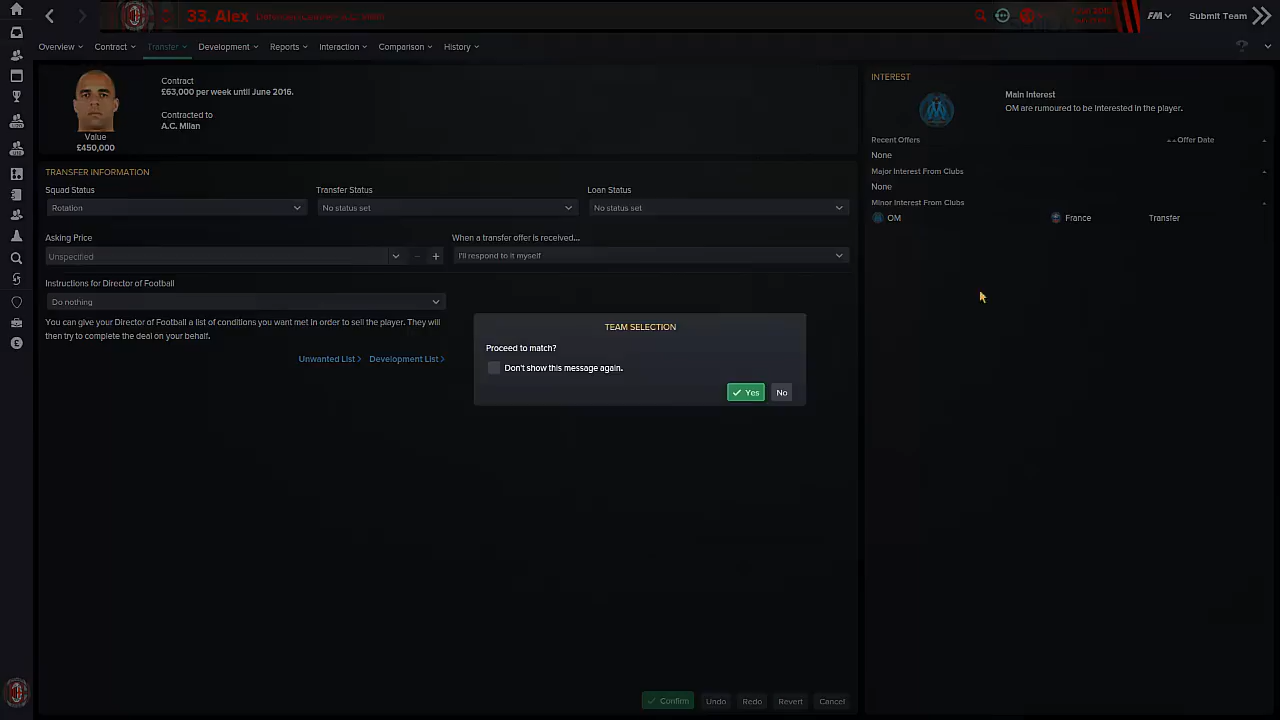 33. Alex
Submit Team
Overview
Contract
Transfer
Development
Reports
Interaction
Comparison
History
Contract
£63,000 per week until June 2016.
Contracted to
A.C. Milan
Value
£450,000
TRANSFER INFORMATION
Squad Status
Transfer Status
Loan Status
Rotation
No status set
No status set
Asking Price
When a transfer offer is received...
Unspecified
I'll respond to it myself
Instructions for Director of Football
Do nothing
You can give your Director of Football a list of conditions you want met in order to sell the player. They will
then try to complete the deal on your behalf.
Unwanted List >
Development List >
TEAM SELECTION
Proceed to match?
Don't show this message again.
Yes
No
INTEREST
Main Interest
OM are rumoured to be interested in the player.
Recent Offers
Offer Date
None
Major Interest From Clubs
None
Minor Interest From Clubs
OM
France
Transfer
Confirm
Undo
Redo
Revert
Cancel